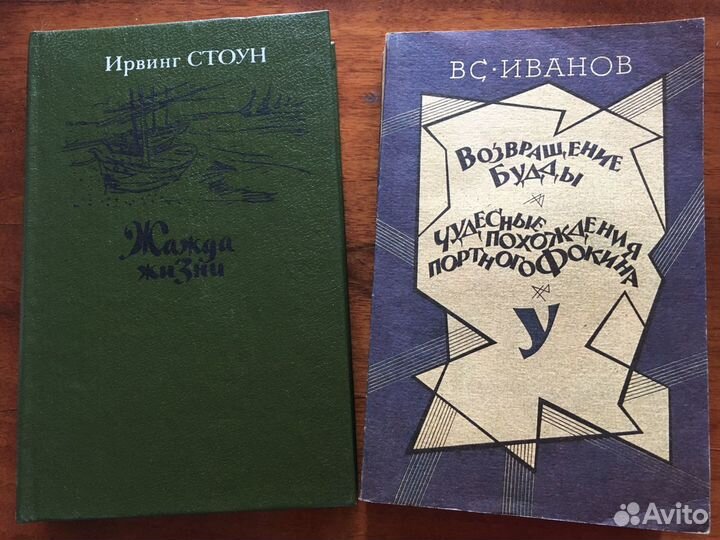 Ирвинг СТОУН
Жажда
жизни
ВС·ИВАНОВ
Возвращение
Будды
Чудесные
похождения
портного Фокина
У
Avito